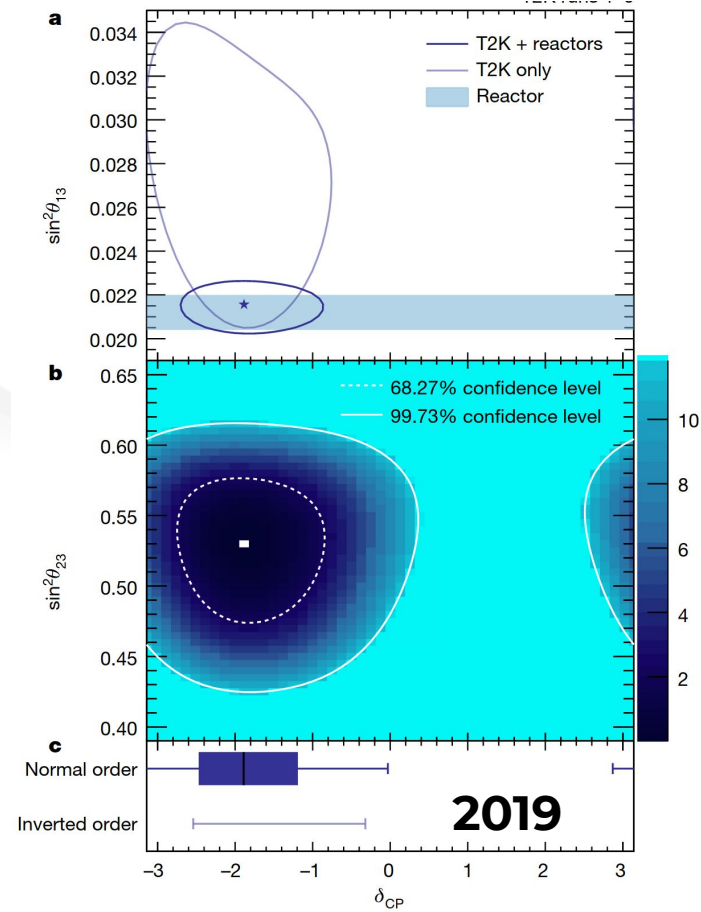 a
T2K + reactors
T2K only
Reactor
0.034
0.032
0.030
0.028
0.026
0.024
0.022
0.020
sin²θ₁₃
b
68.27% confidence level
99.73% confidence level
0.65
0.60
0.55
0.50
0.45
0.40
sin²θ₂₃
10
8
6
4
2
c
Normal order
Inverted order
2019
−3 −2 −1 0 1 2 3
δCP